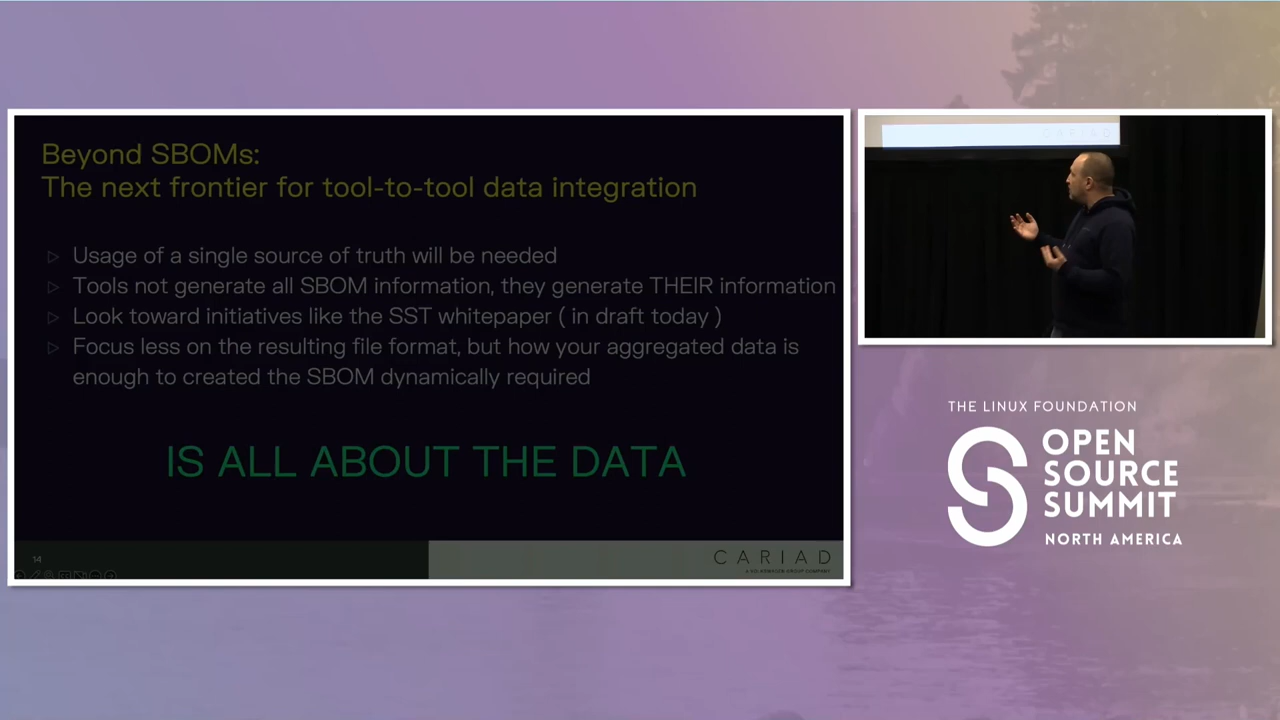 Beyond SBOMs:
The next frontier for tool-to-tool data integration
Usage of a single source of truth will be needed
Tools not generate all SBOM information, they generate THEIR information
Look toward initiatives like the SST whitepaper ( in draft today )
Focus less on the resulting file format, but how your aggregated data is
enough to created the SBOM dynamically required
IS ALL ABOUT THE DATA
14
CARIAD
A VOLKSWAGEN GROUP COMPANY
CARIAD
THE LINUX FOUNDATION
OPEN
SOURCE
SUMMIT
NORTH AMERICA